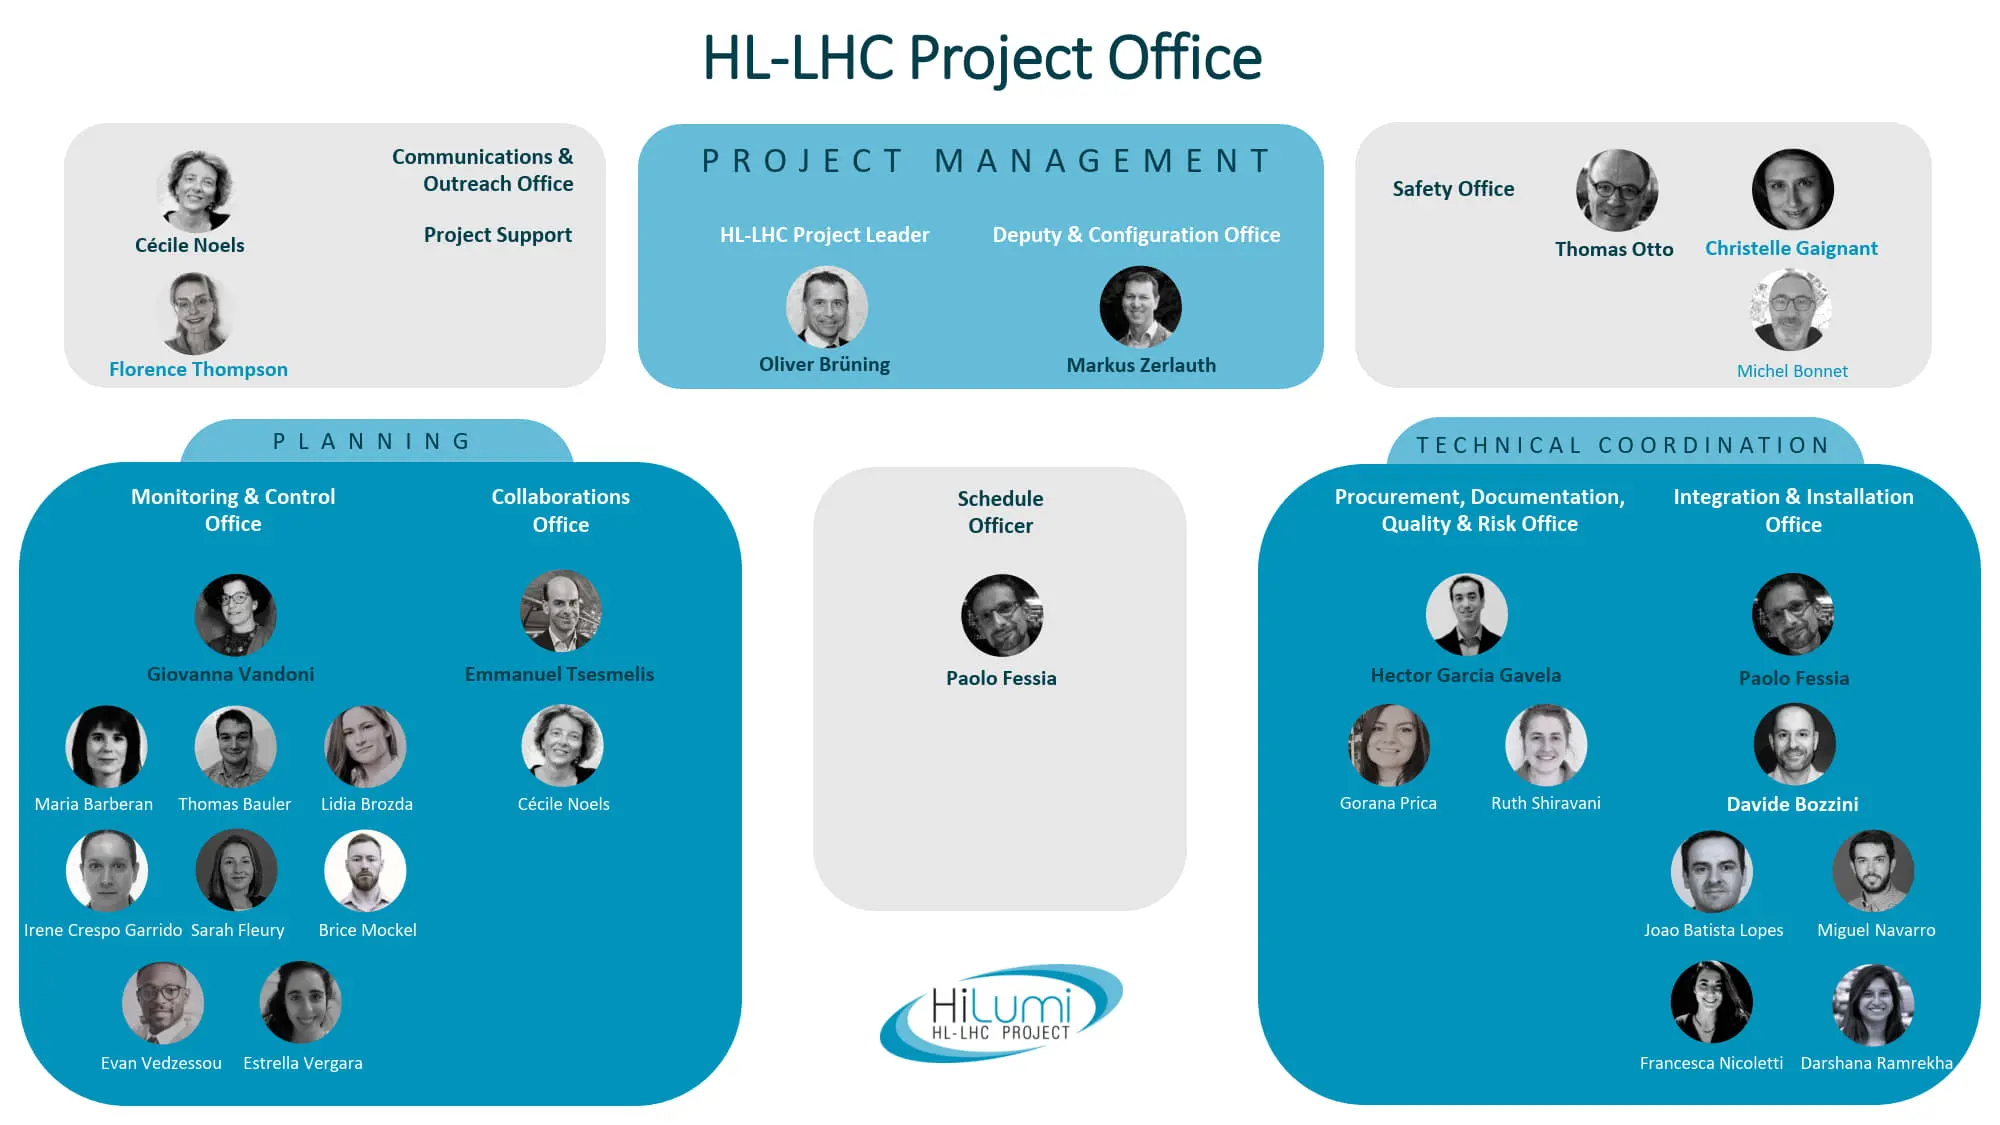 HL-LHC Project Office
Communications &
Outreach Office
Project Support
Cécile Noels
Florence Thompson
PROJECT MANAGEMENT
HL-LHC Project Leader
Oliver Brüning
Deputy & Configuration Office
Markus Zerlauth
Safety Office
Thomas Otto
Christelle Gaignant
Michel Bonnet
PLANNING
Monitoring & Control
Office
Giovanna Vandoni
Maria Barberan
Thomas Bauler
Lidia Brozda
Irene Crespo Garrido
Sarah Fleury
Brice Mockel
Evan Vedzessou
Estrella Vergara
Collaborations
Office
Emmanuel Tsesmelis
Cécile Noels
Schedule
Officer
Paolo Fessia
HiLumi
HL-LHC PROJECT
TECHNICAL COORDINATION
Procurement, Documentation,
Quality & Risk Office
Hector Garcia Gavela
Gorana Prica
Ruth Shiravani
Integration & Installation
Office
Paolo Fessia
Davide Bozzini
Joao Batista Lopes
Miguel Navarro
Francesca Nicoletti
Darshana Ramrekha